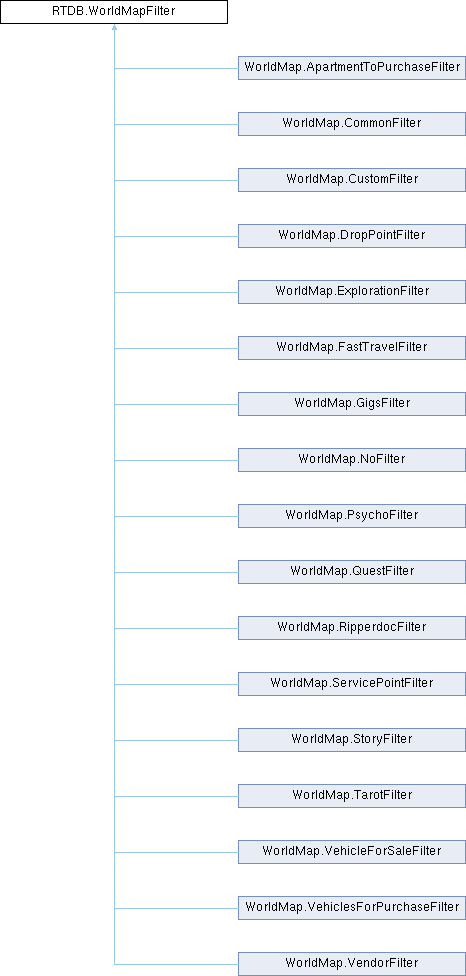 RTDB.WorldMapFilter
WorldMap.ApartmentToPurchaseFilter
WorldMap.CommonFilter
WorldMap.CustomFilter
WorldMap.DropPointFilter
WorldMap.ExplorationFilter
WorldMap.FastTravelFilter
WorldMap.GigsFilter
WorldMap.NoFilter
WorldMap.PsychoFilter
WorldMap.QuestFilter
WorldMap.RipperdocFilter
WorldMap.ServicePointFilter
WorldMap.StoryFilter
WorldMap.TarotFilter
WorldMap.VehicleForSaleFilter
WorldMap.VehiclesForPurchaseFilter
WorldMap.VendorFilter